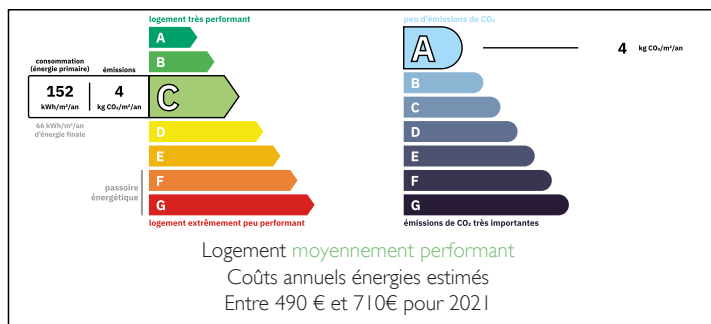 logement très performant
A
B
consommation
(énergie primaire)
émissions
152
kWh/m²/an
4
kg CO₂/m²/an
C
66 kWh/m²/an
d'énergie finale
D
E
passoire
énergétique
F
G
logement extrêmement peu performant
peu d'émissions de CO₂
A
4 kg CO₂/m²/an
B
C
D
E
F
G
émissions de CO₂ très importantes
Logement moyennement performant
Coûts annuels énergies estimés
Entre 490 € et 710€ pour 2021